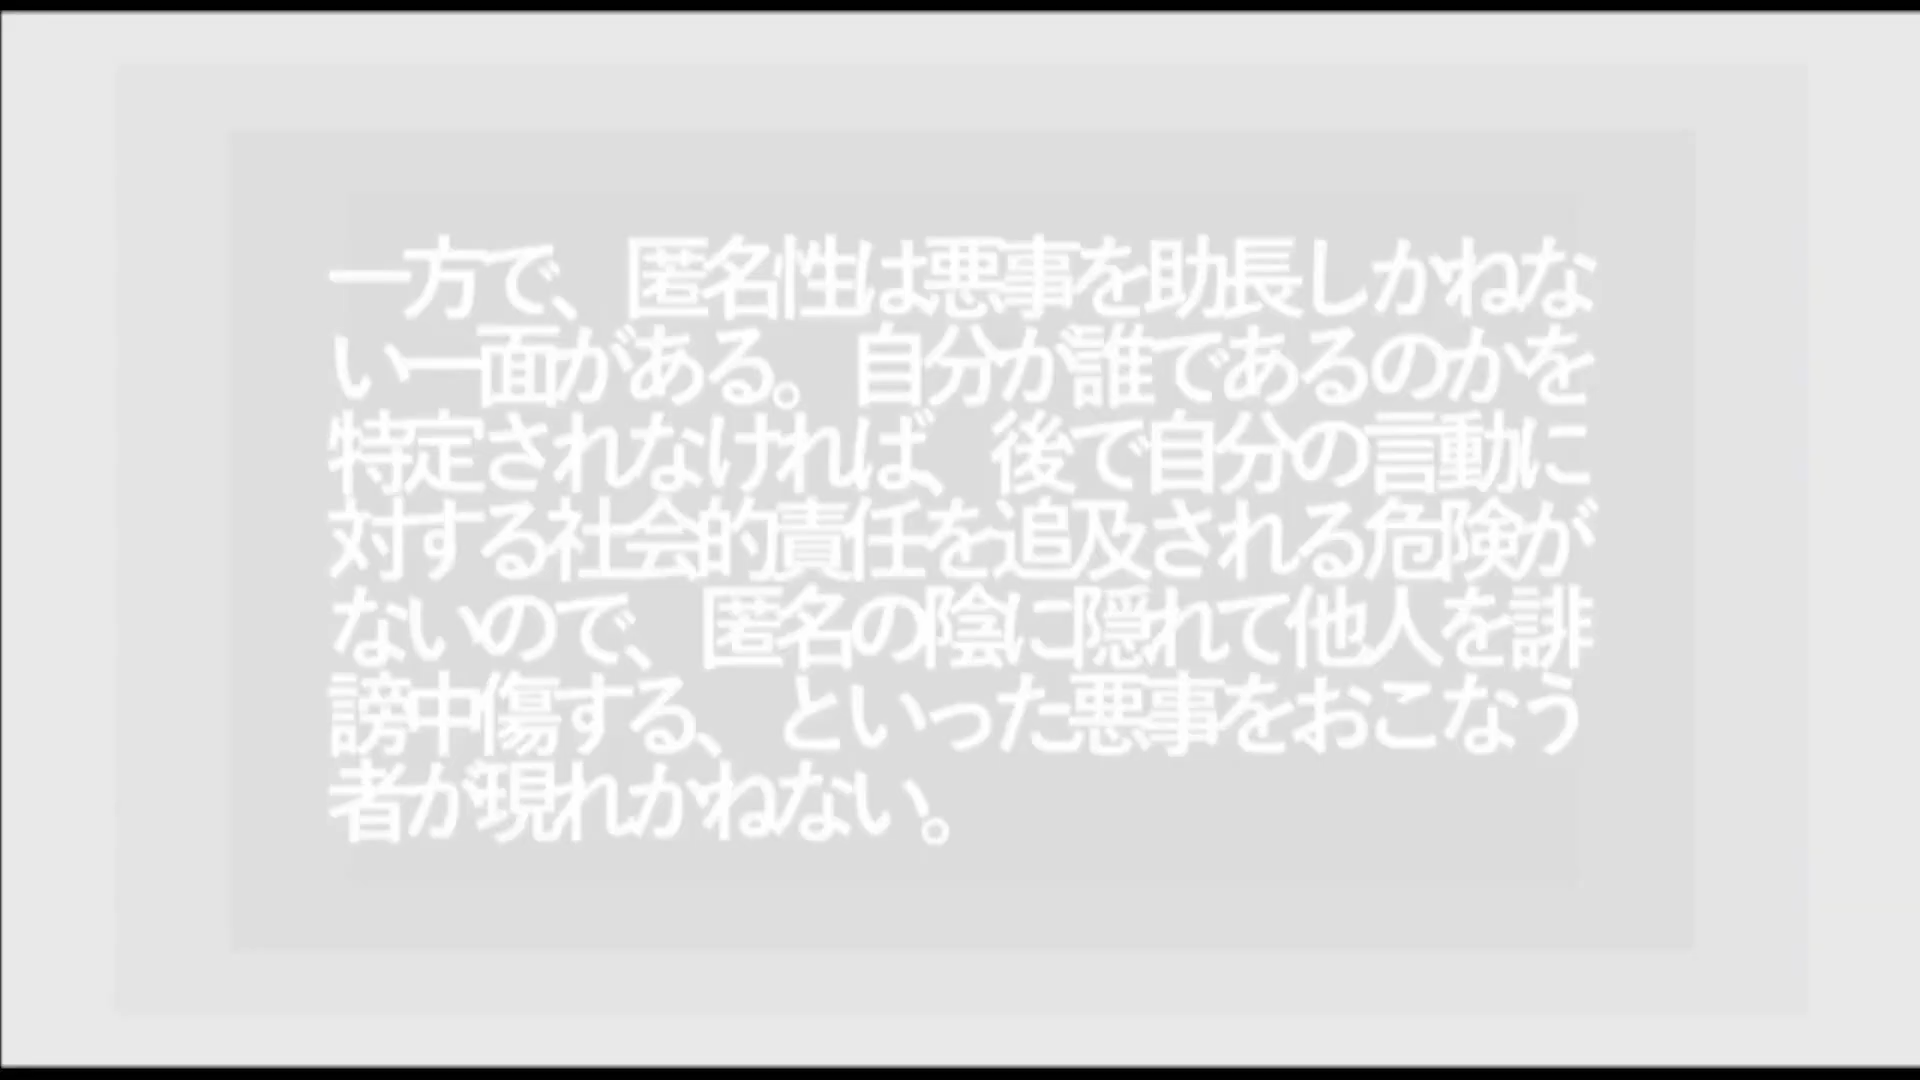 一方で、匿名性は悪事を助長しかねな
い一面がある。自分が誰であるのかを
特定されなければ、後で自分の言動に
対する社会的責任を追及される危険が
ないので、匿名の陰に隠れて他人を誹
謗中傷する、といった悪事をおこなう
者が現れかねない。